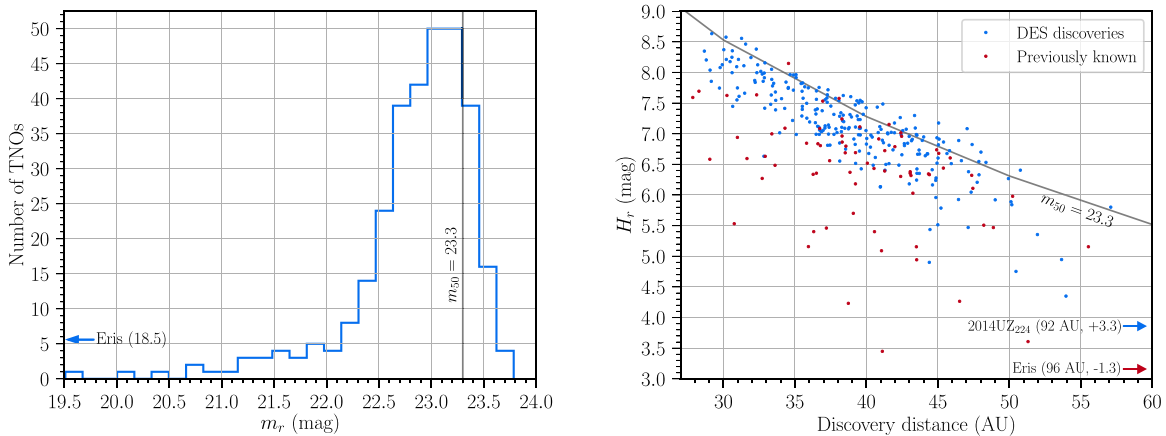 50
45
40
35
30
25
20
15
10
5
0
Number of TNOs
m50 = 23.3
Eris (18.5)
19.5 20.0 20.5 21.0 21.5 22.0 22.5 23.0 23.5 24.0
mr (mag)
9.0
8.5
8.0
7.5
7.0
6.5
6.0
5.5
5.0
4.5
4.0
3.5
3.0
Hr (mag)
DES discoveries
Previously known
m50 = 23.3
2014UZ224 (92 AU, +3.3)
Eris (96 AU, -1.3)
35 30 35 40 45 50 55 60
Discovery distance (AU)